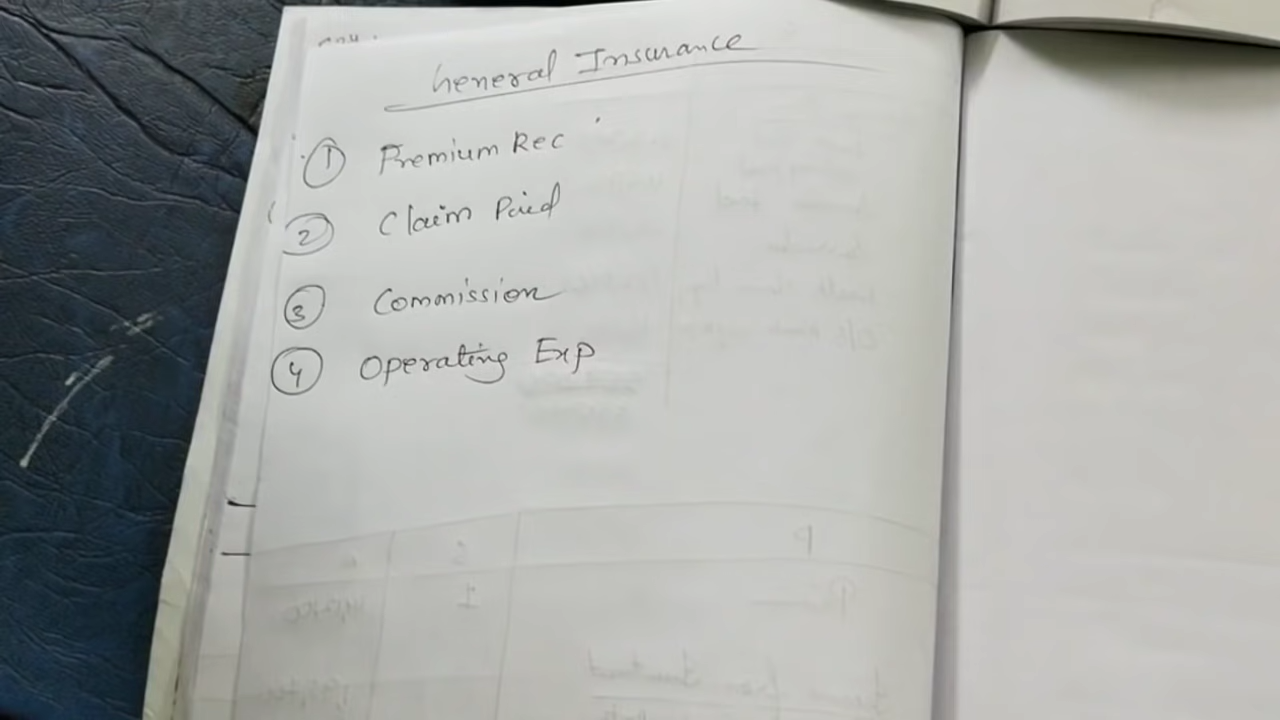 General Insurance
① Premium Rec
② Claim Paid
③ Commission
④ Operating Exp